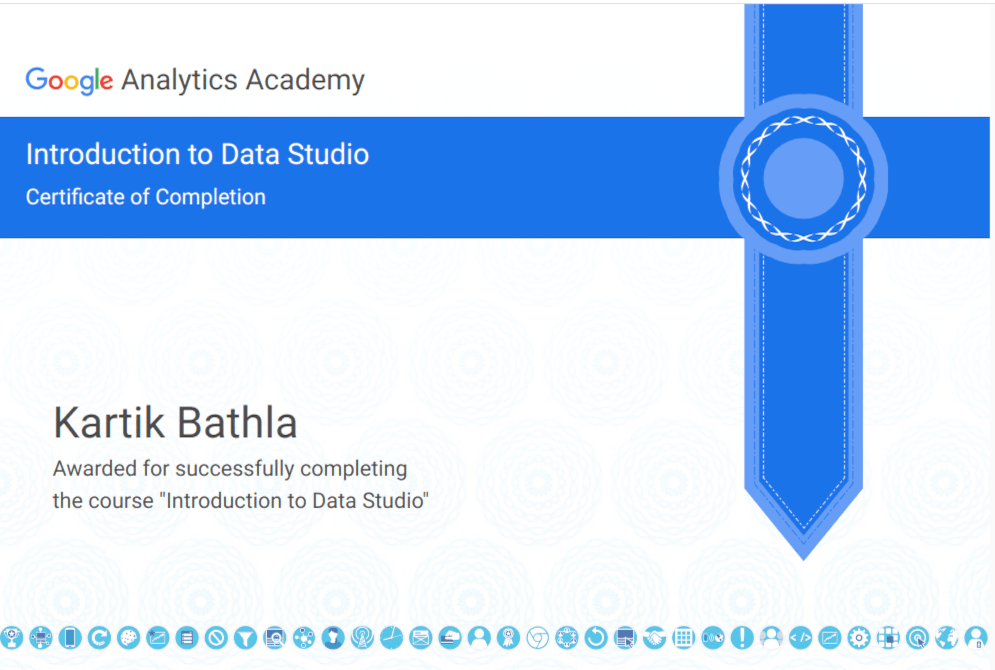 Google Analytics Academy
Introduction to Data Studio
Certificate of Completion
Kartik Bathla
Awarded for successfully completing
the course "Introduction to Data Studio"